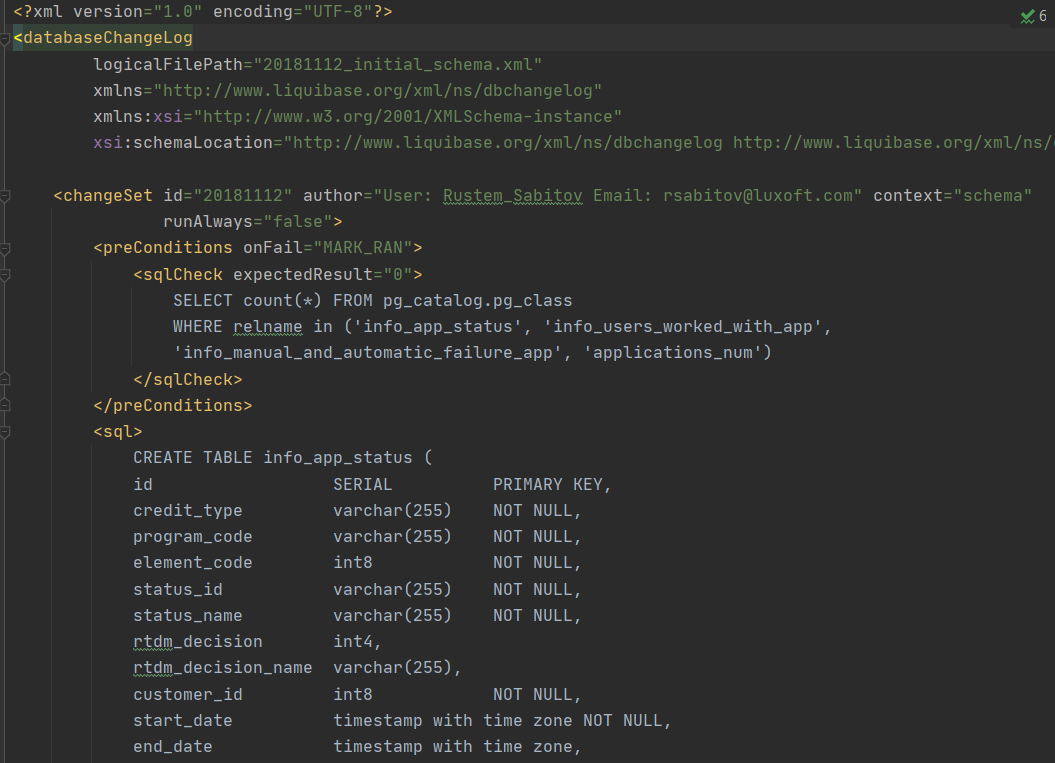 <?xml version="1.0" encoding="UTF-8"?>
6
<databaseChangeLog
logicalFilePath="20181112_initial_schema.xml"
xmlns="http://www.liquibase.org/xml/ns/dbchangelog"
xmlns:xsi="http://www.w3.org/2001/XMLSchema-instance"
xsi:schemaLocation="http://www.liquibase.org/xml/ns/dbchangelog http://www.liquibase.org/xml/ns/
<changeSet id="20181112" author="User: Rustem_Sabitov Email: rsabitov@luxoft.com" context="schema"
runAlways="false">
<preConditions onFail="MARK_RAN">
<sqlCheck expectedResult="0">
SELECT count(*) FROM pg_catalog.pg_class
WHERE relname in ('info_app_status', 'info_users_worked_with_app',
'info_manual_and_automatic_failure_app', 'applications_num')
</sqlCheck>
</preConditions>
<sql>
CREATE TABLE info_app_status (
id SERIAL PRIMARY KEY,
credit_type varchar(255) NOT NULL,
program_code varchar(255) NOT NULL,
element_code int8 NOT NULL,
status_id varchar(255) NOT NULL,
status_name varchar(255) NOT NULL,
rtdm_decision int4,
rtdm_decision_name varchar(255),
customer_id int8 NOT NULL,
start_date timestamp with time zone NOT NULL,
end_date timestamp with time zone,